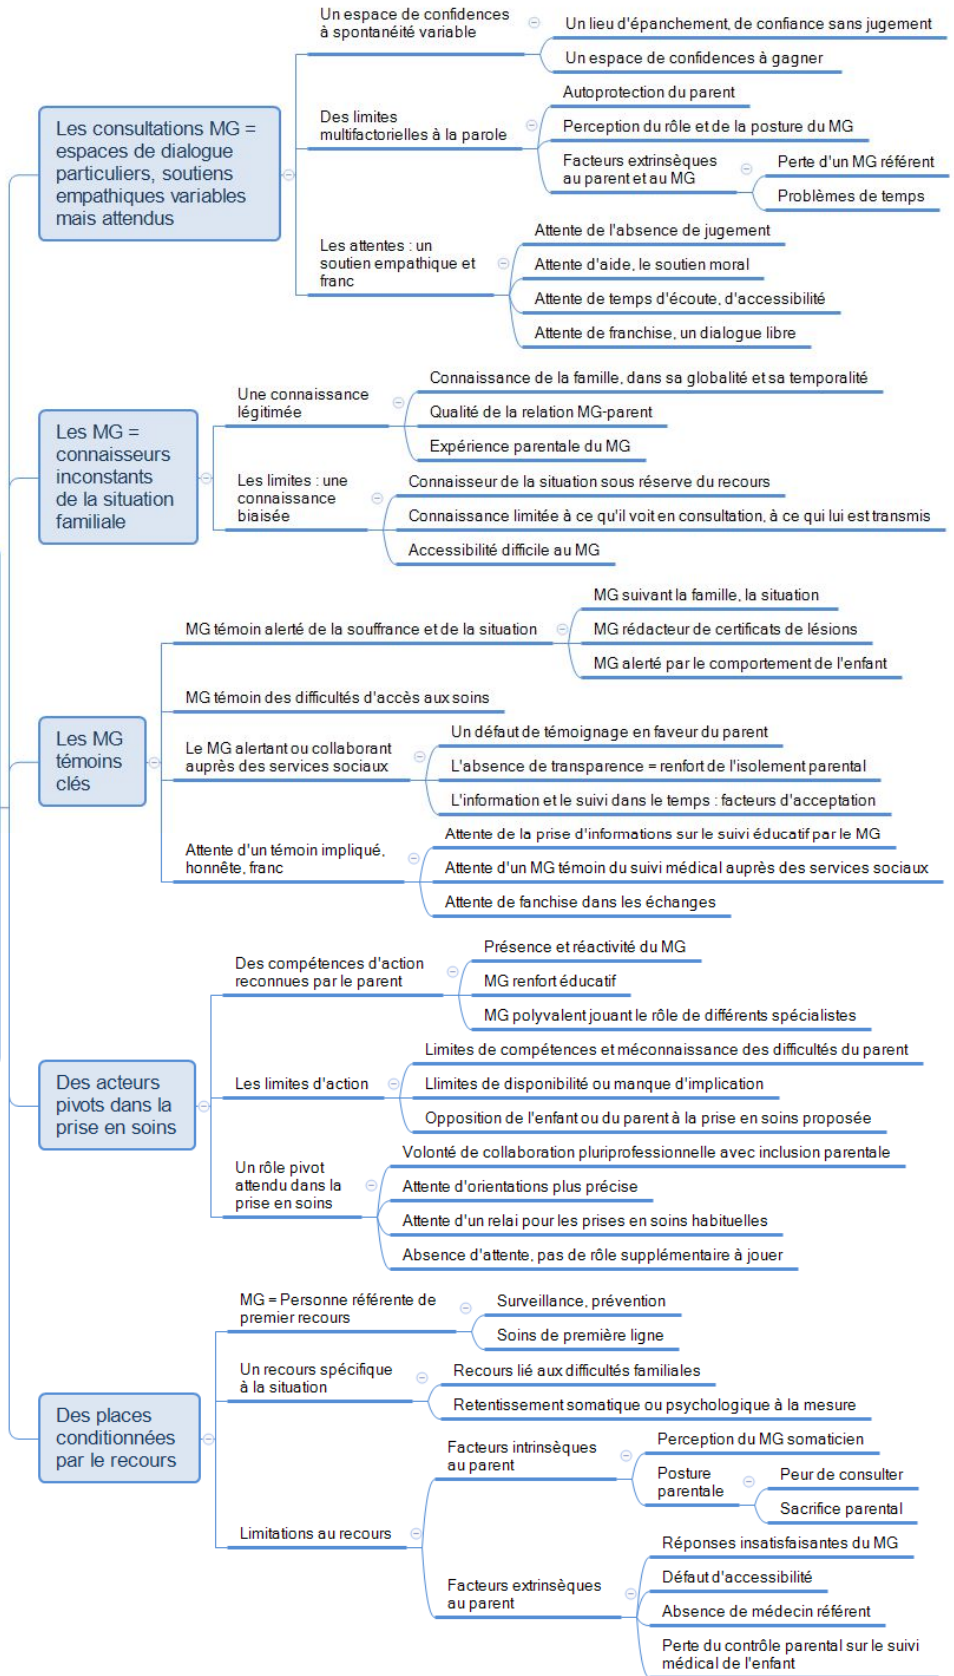 Les consultations MG =
espaces de dialogue
particuliers, soutiens
empathiques variables
mais attendus
Un espace de confidences
à spontanéité variable
Un lieu d'épanchement, de confiance sans jugement
Un espace de confidences à gagner
Des limites
multifactorielles à la parole
Autoprotection du parent
Perception du rôle et de la posture du MG
Facteurs extrinsèques
au parent et au MG
Perte d'un MG référent
Problèmes de temps
Les attentes : un
soutien empathique et
franc
Attente de l'absence de jugement
Attente d'aide, le soutien moral
Attente de temps d'écoute, d'accessibilité
Attente de franchise, un dialogue libre
Les MG =
connaisseurs
inconstants
de la situation
familiale
Une connaissance
légitimée
Connaissance de la famille, dans sa globalité et sa temporalité
Qualité de la relation MG-parent
Expérience parentale du MG
Les limites : une
connaissance
biaisée
Connaisseur de la situation sous réserve du recours
Connaissance limitée à ce qu'il voit en consultation, à ce qui lui est transmis
Accessibilité difficile au MG
Les MG
témoins
clés
MG témoin alerté de la souffrance et de la situation
MG suivant la famille, la situation
MG rédacteur de certificats de lésions
MG alerté par le comportement de l'enfant
MG témoin des difficultés d'accès aux soins
Le MG alertant ou collaborant
auprès des services sociaux
Un défaut de témoignage en faveur du parent
L'absence de transparence = renfort de l'isolement parental
L'information et le suivi dans le temps : facteurs d'acceptation
Attente d'un témoin impliqué,
honnête, franc
Attente de la prise d'informations sur le suivi éducatif par le MG
Attente d'un MG témoin du suivi médical auprès des services sociaux
Attente de fanchise dans les échanges
Des acteurs
pivots dans la
prise en soins
Des compétences d'action
reconnues par le parent
Présence et réactivité du MG
MG renfort éducatif
MG polyvalent jouant le rôle de différents spécialistes
Les limites d'action
Limites de compétences et méconnaissance des difficultés du parent
Llimites de disponibilité ou manque d'implication
Opposition de l'enfant ou du parent à la prise en soins proposée
Un rôle pivot
attendu dans la
prise en soins
Volonté de collaboration pluriprofessionnelle avec inclusion parentale
Attente d'orientations plus précise
Attente d'un relai pour les prises en soins habituelles
Absence d'attente, pas de rôle supplémentaire à jouer
Des places
conditionnées
par le recours
MG = Personne référente de
premier recours
Surveillance, prévention
Soins de première ligne
Un recours spécifique
à la situation
Recours lié aux difficultés familiales
Retentissement somatique ou psychologique à la mesure
Limitations au recours
Facteurs intrinsèques
au parent
Perception du MG somaticien
Posture
parentale
Peur de consulter
Sacrifice parental
Facteurs extrinsèques
au parent
Réponses insatisfaisantes du MG
Défaut d'accessibilité
Absence de médecin référent
Perte du contrôle parental sur le suivi
médical de l'enfant